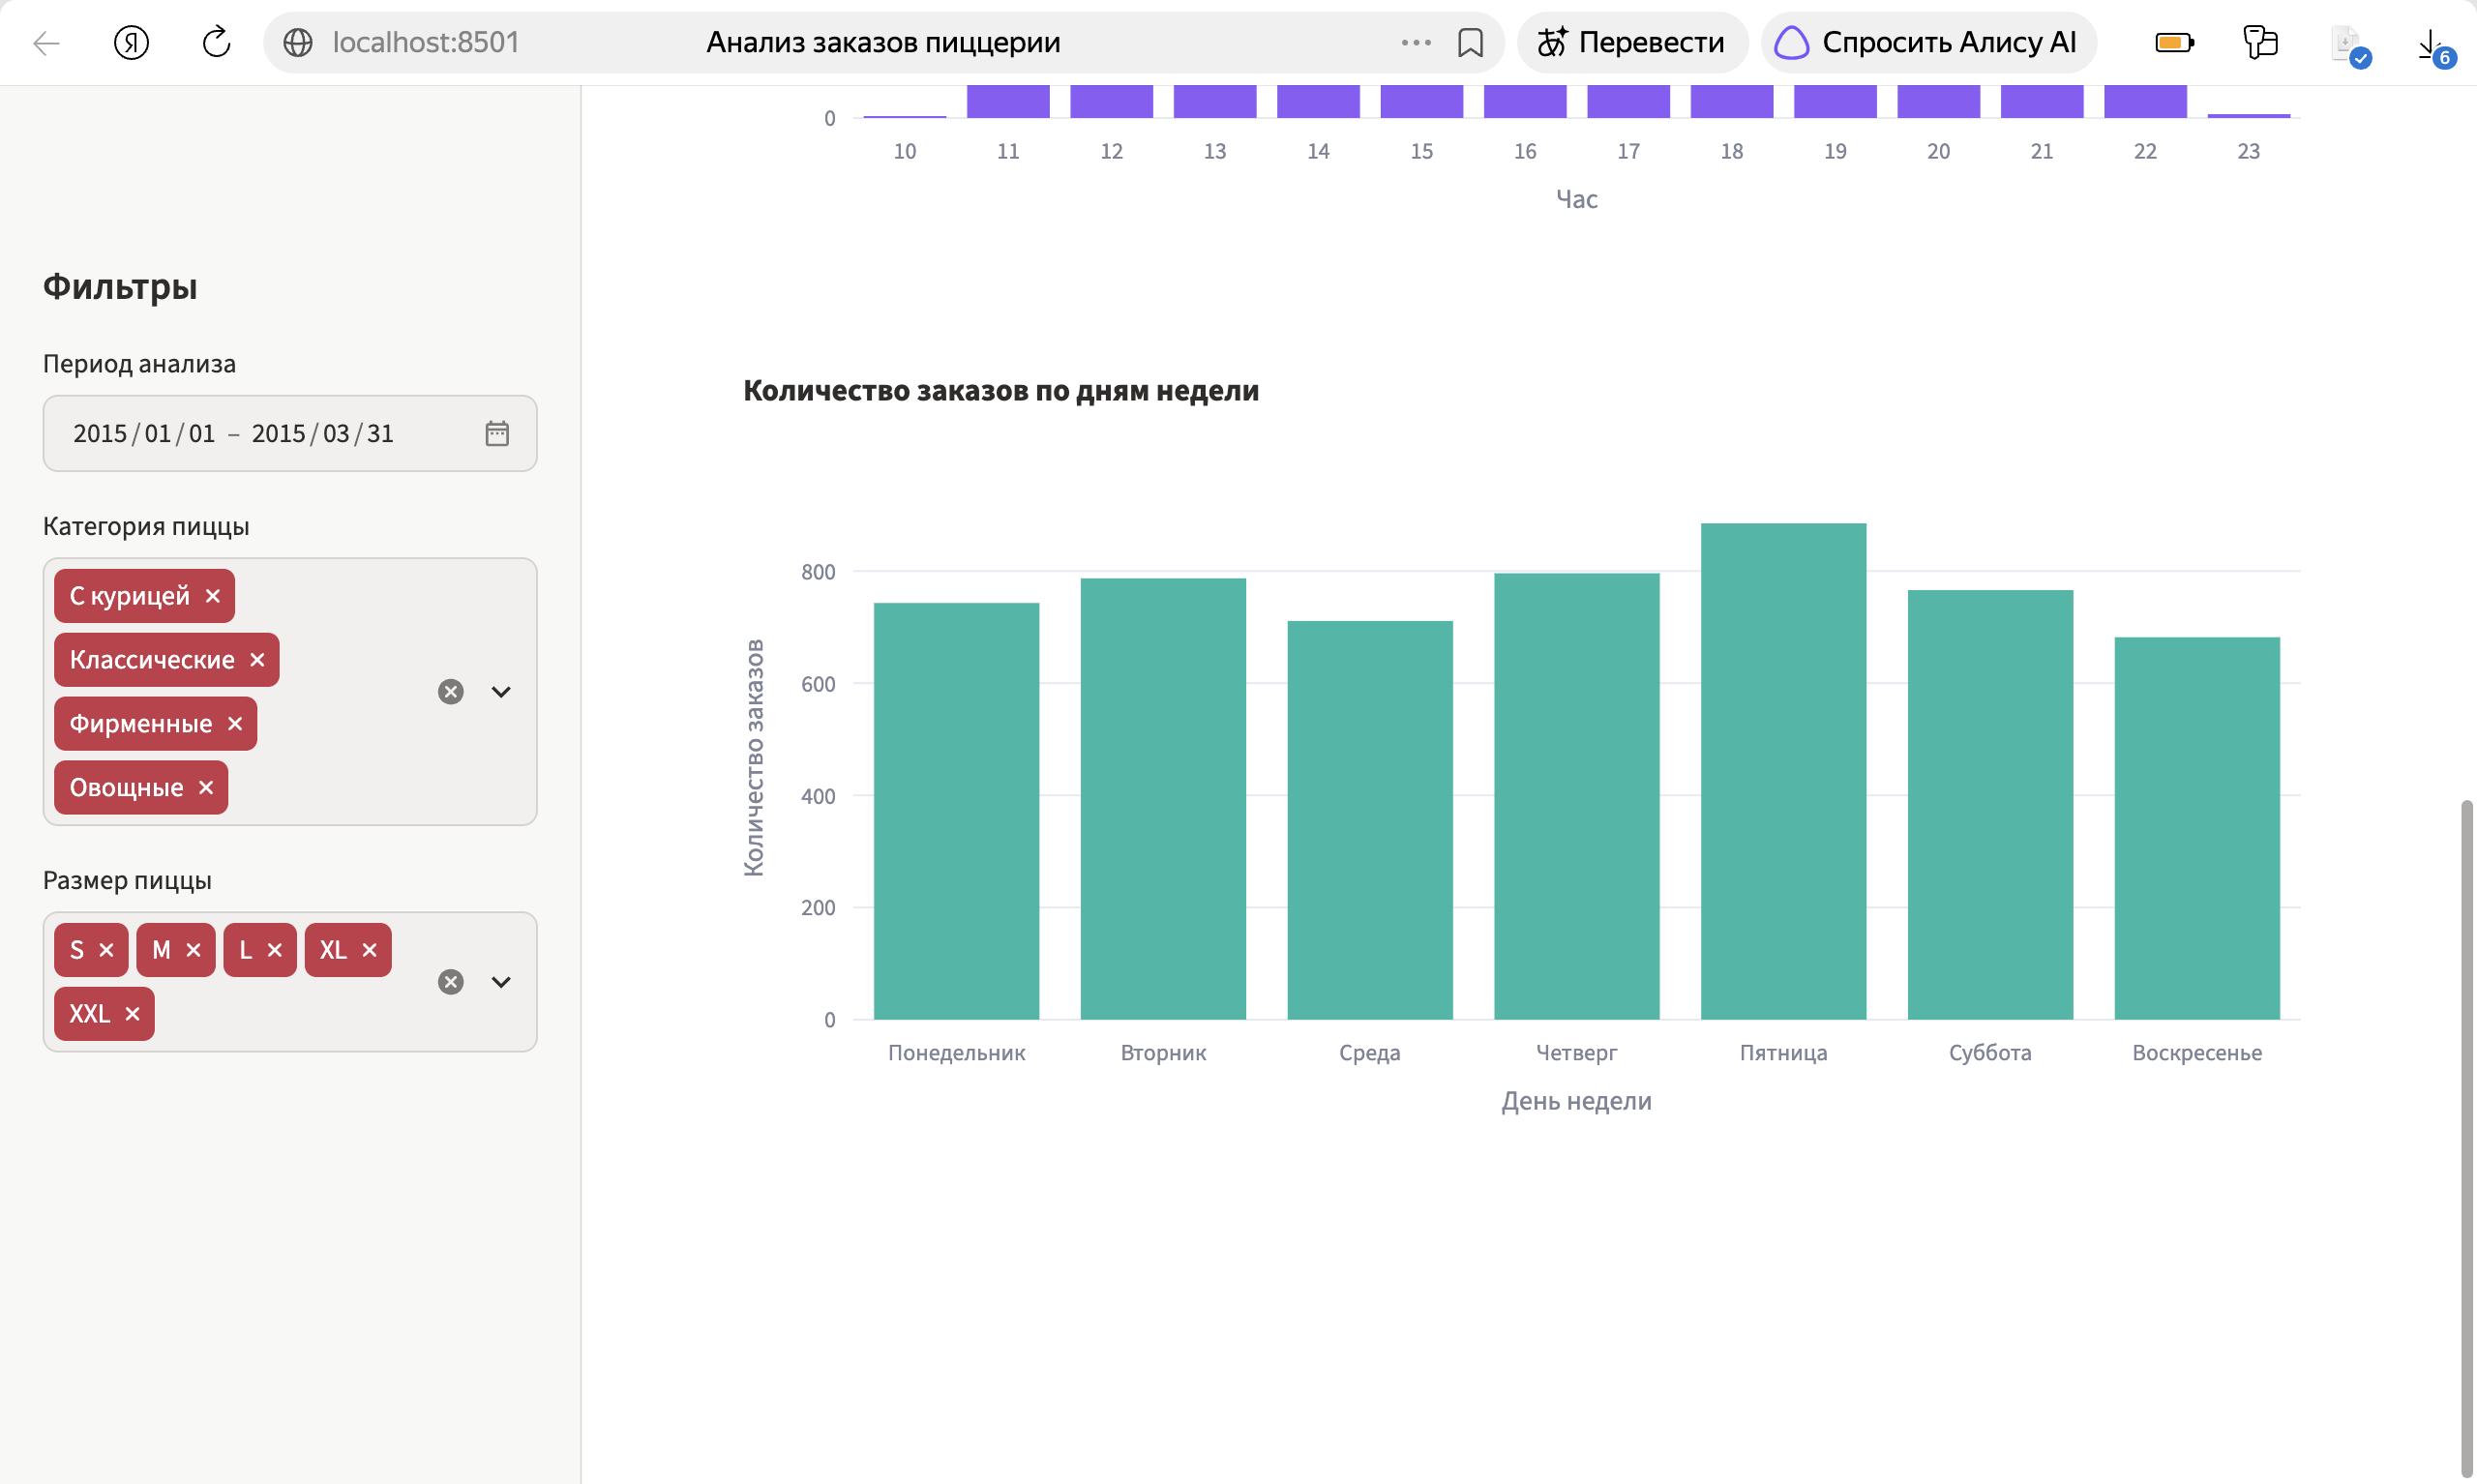 localhost:8501
Анализ заказов пиццерии
Перевести
Спросить Алису AI
6
Фильтры
Период анализа
2015/01/01 – 2015/03/31
Категория пиццы
С курицей
Классические
Фирменные
Овощные
Размер пиццы
S M L XL
XXL
0
10 11 12 13 14 15 16 17 18 19 20 21 22 23
Час
Количество заказов по дням недели
Количество заказов
800
600
400
200
0
Понедельник Вторник Среда Четверг Пятница Суббота Воскресенье
День недели